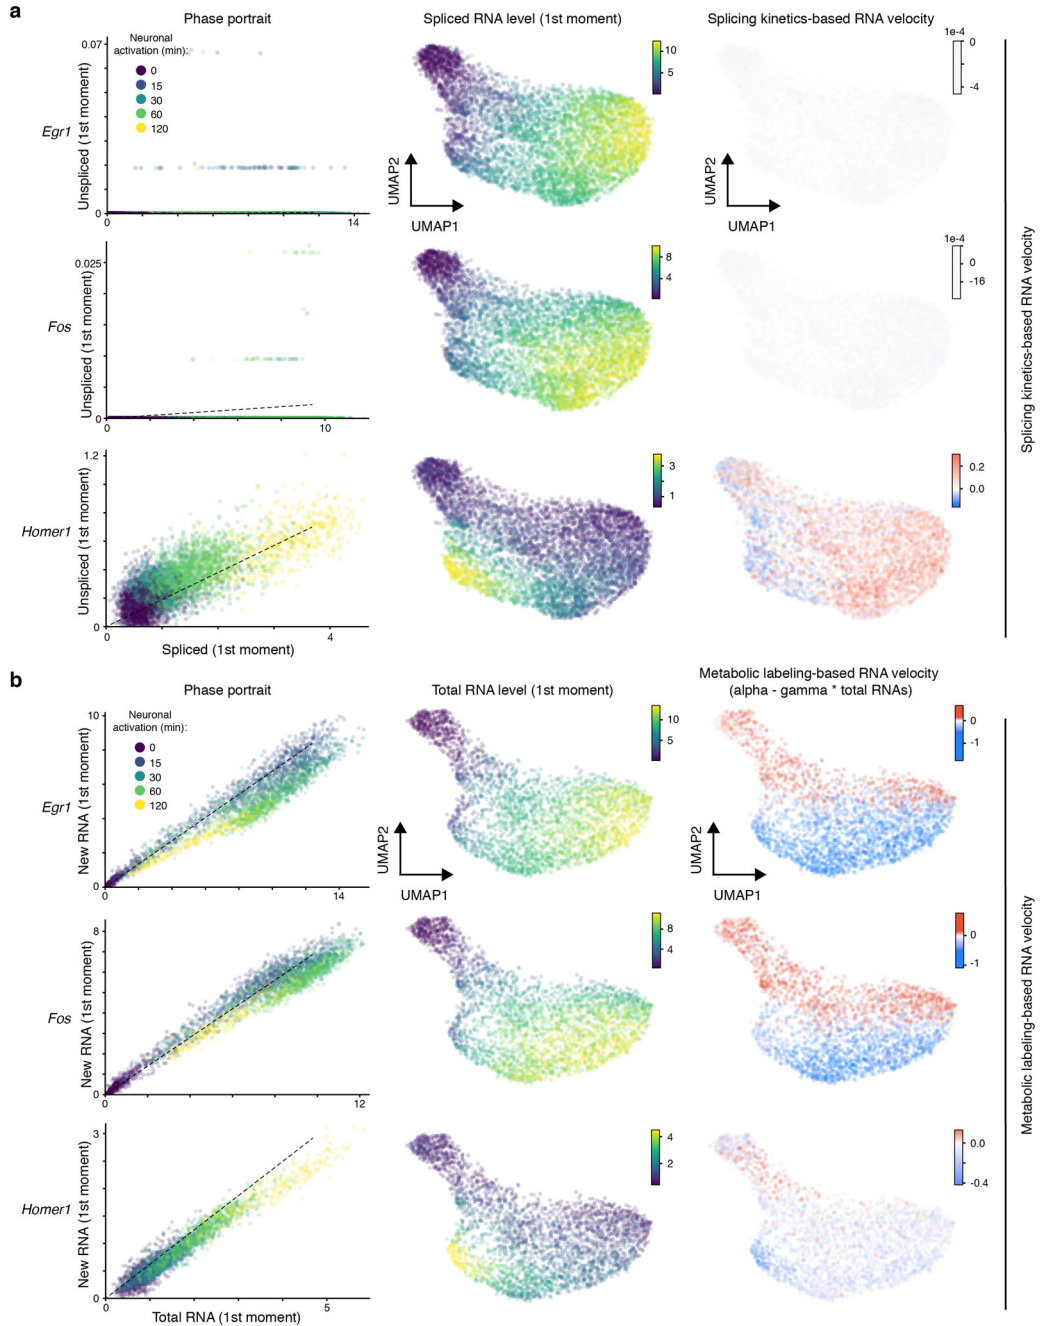 a
Phase portrait
Spliced RNA level (1st moment)
Splicing kinetics-based RNA velocity
Neuronal
activation (min):
0
15
30
60
120
0.07
0
0
14
Egr1
Unspliced (1st moment)
10
5
UMAP2
UMAP1
1e-4
0
-4
UMAP2
UMAP1
Fos
Unspliced (1st moment)
0.025
0
0
10
8
4
1e-4
0
-16
Homer1
Unspliced (1st moment)
1.2
0
0
4
Spliced (1st moment)
3
1
0.2
0.0
Splicing kinetics-based RNA velocity
b
Phase portrait
Total RNA level (1st moment)
Metabolic labeling-based RNA velocity
(alpha - gamma * total RNAs)
Neuronal
activation (min):
0
15
30
60
120
Egr1
New RNA (1st moment)
10
0
0
14
10
5
UMAP2
UMAP1
0
-1
UMAP2
UMAP1
Fos
New RNA (1st moment)
8
0
0
12
8
4
0
-1
Homer1
New RNA (1st moment)
3
0
0
5
Total RNA (1st moment)
4
2
0.0
-0.4
Metabolic labeling-based RNA velocity